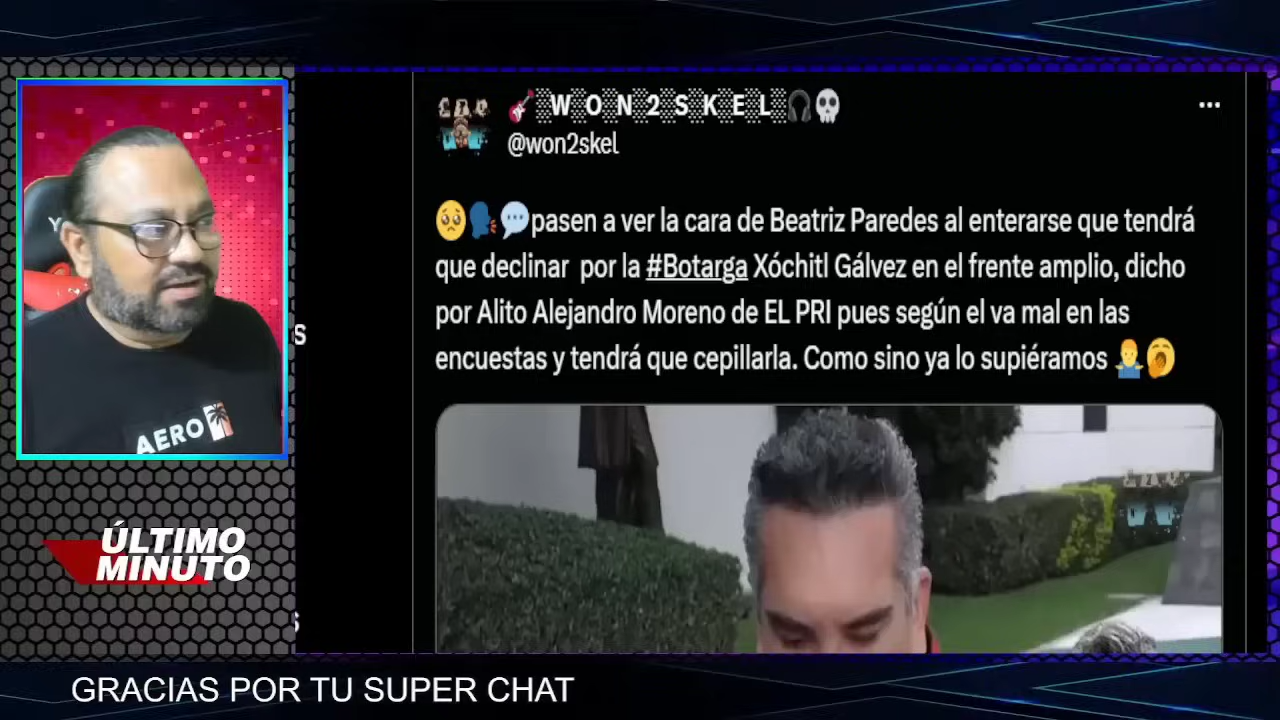 W O N 2 S K E L
@won2skel
pasen a ver la cara de Beatriz Paredes al enterarse que tendrá
que declinar por la #Botarga Xóchitl Gálvez en el frente amplio, dicho
por Alito Alejandro Moreno de EL PRI pues según el va mal en las
encuestas y tendrá que cepillarla. Como sino ya lo supiéramos
AERO
S
ÚLTIMO
MINUTO
GRACIAS POR TU SUPER CHAT